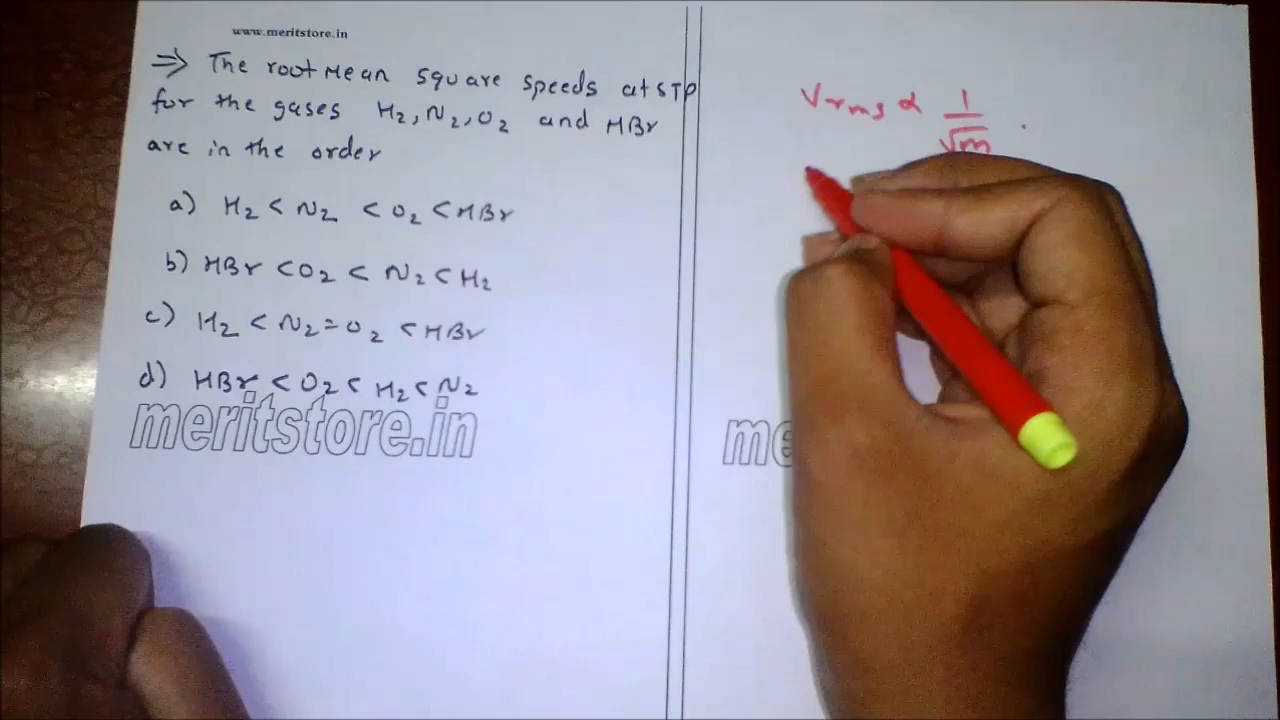 www.meritstore.in
⇒ The root Mean square speeds at STP
for the gases H₂, N₂, O₂ and HBr
are in the order
a) H₂ < N₂ < O₂ < HBr
b) HBr < O₂ < N₂ < H₂
c) H₂ < N₂ = O₂ < HBr
d) HBr < O₂ < H₂ < N₂
meritstore.in
Vrms ∝ 1/√m .
me